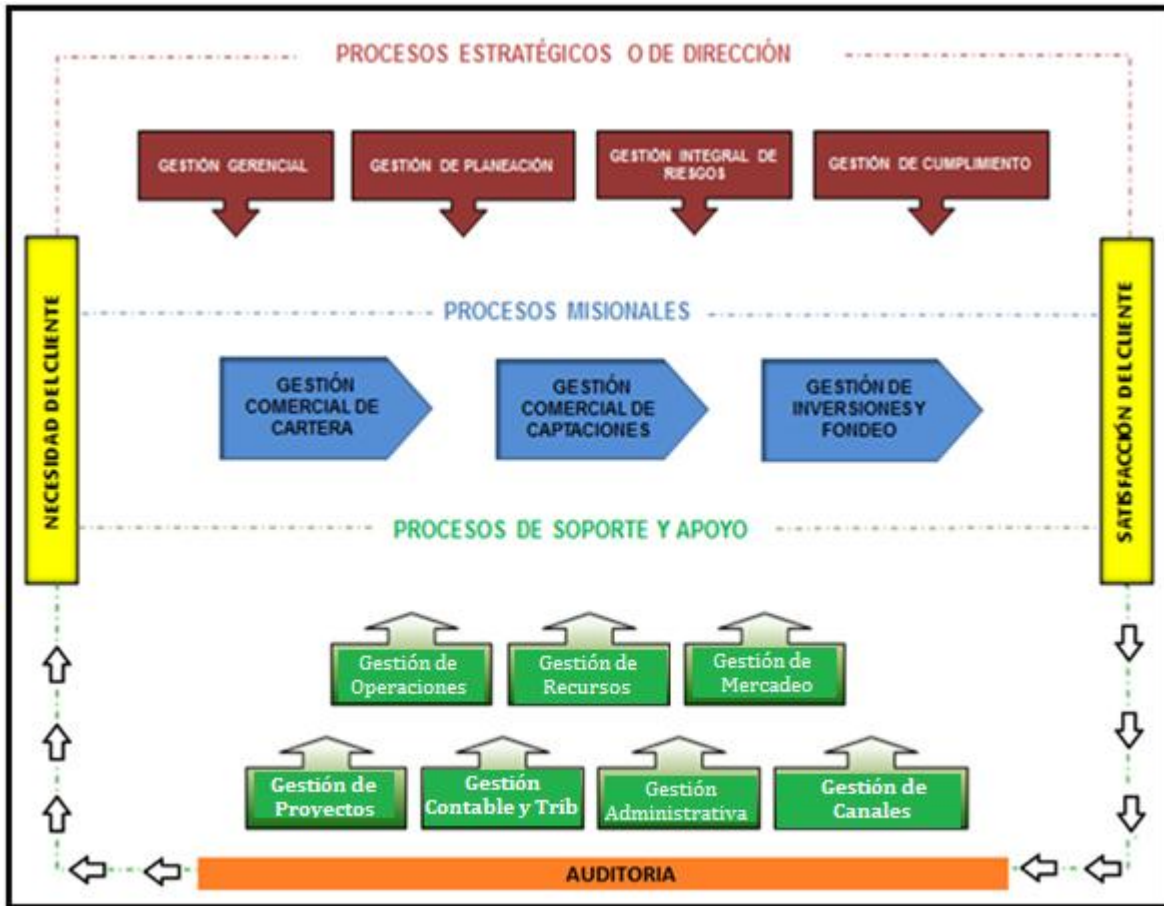 PROCESOS ESTRATÉGICOS O DE DIRECCIÓN
GESTIÓN GERENCIAL
GESTIÓN DE PLANEACIÓN
GESTIÓN INTEGRAL DE
RIESGOS
GESTIÓN DE CUMPLIMIENTO
NECESIDAD DEL CLIENTE
SATISFACCIÓN DEL CLIENTE
PROCESOS MISIONALES
GESTIÓN
COMERCIAL DE
CARTERA
GESTIÓN
COMERCIAL DE
CAPTACIONES
GESTIÓN DE
INVERSIONES Y
FONDEO
PROCESOS DE SOPORTE Y APOYO
Gestión de
Operaciones
Gestión de
Recursos
Gestión de
Mercadeo
Gestión de
Proyectos
Gestión
Contable y Trib
Gestión
Administrativa
Gestión de
Canales
AUDITORIA